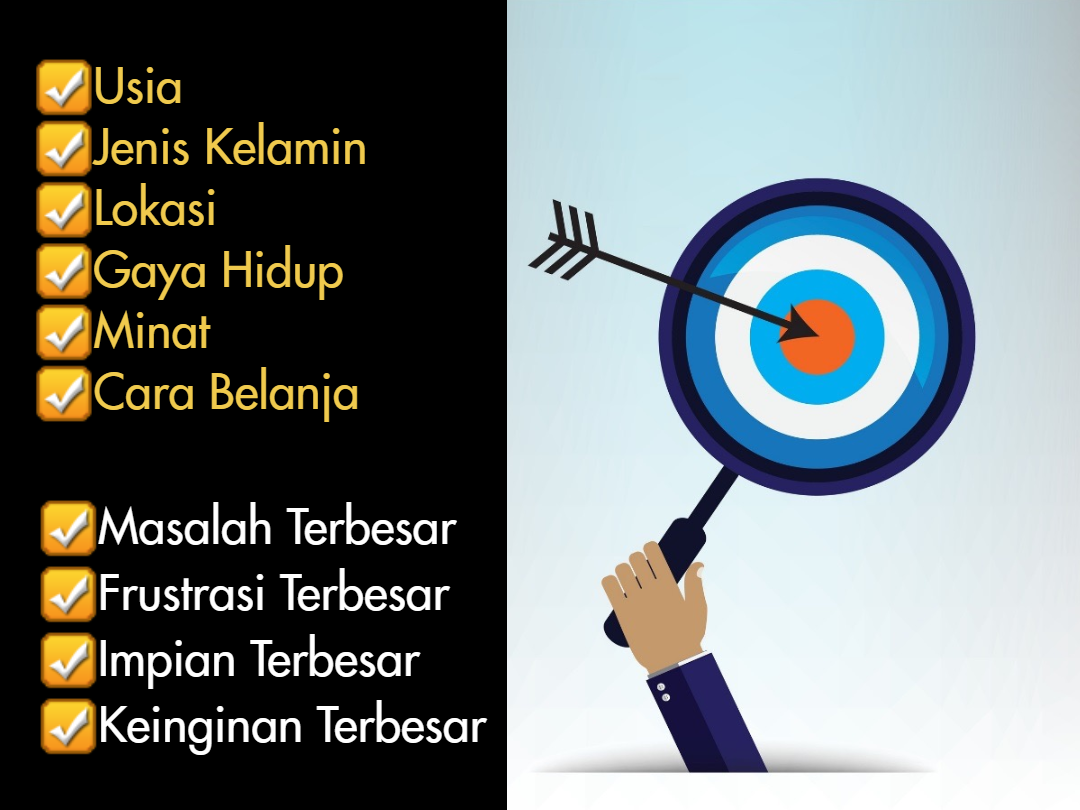 Usia
Jenis Kelamin
Lokasi
Gaya Hidup
Minat
Cara Belanja
Masalah Terbesar
Frustrasi Terbesar
Impian Terbesar
Keinginan Terbesar